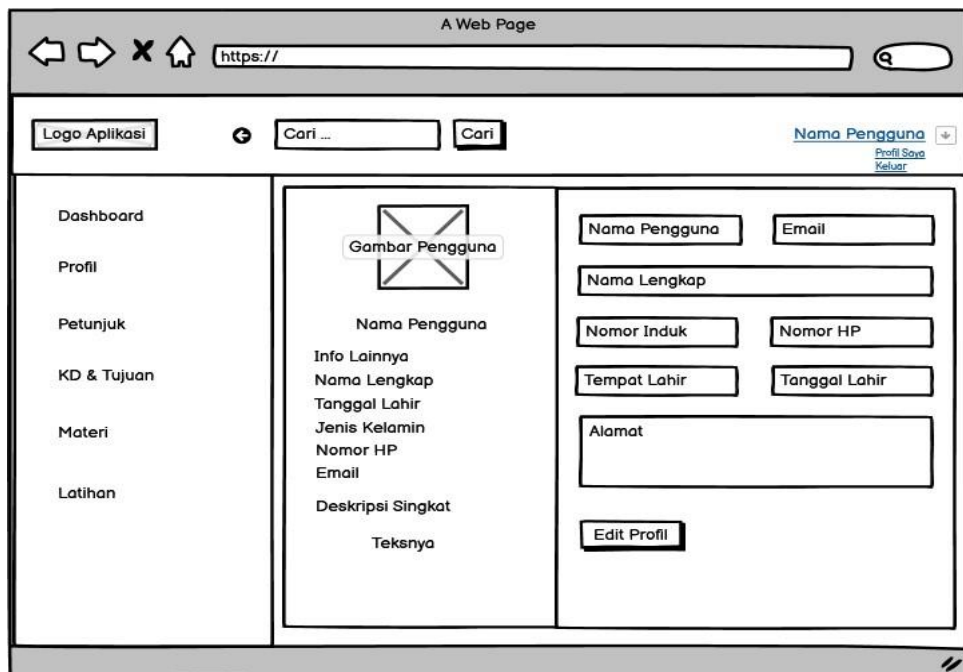 A Web Page
https://
Logo Aplikasi
Cari ...
Cari
Nama Pengguna
Profil Saya
Keluar
Dashboard
Profil
Petunjuk
KD & Tujuan
Materi
Latihan
Gambar Pengguna
Nama Pengguna
Info Lainnya
Nama Lengkap
Tanggal Lahir
Jenis Kelamin
Nomor HP
Email
Deskripsi Singkat
Teksnya
Nama Pengguna
Email
Nama Lengkap
Nomor Induk
Nomor HP
Tempat Lahir
Tanggal Lahir
Alamat
Edit Profil